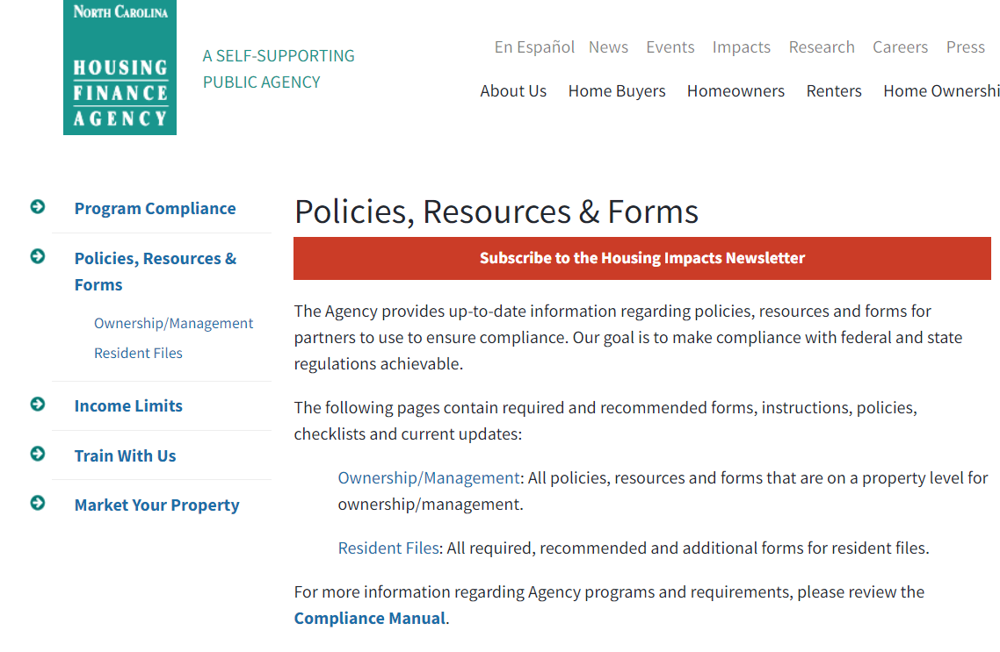 North Carolina
HOUSING
FINANCE
AGENCY
A SELF-SUPPORTING
PUBLIC AGENCY
En Español News Events Impacts Research Careers Press
About Us Home Buyers Homeowners Renters Home Ownershi
Program Compliance
Policies, Resources &
Forms
Ownership/Management
Resident Files
Income Limits
Train With Us
Market Your Property
Policies, Resources & Forms
Subscribe to the Housing Impacts Newsletter
The Agency provides up-to-date information regarding policies, resources and forms for
partners to use to ensure compliance. Our goal is to make compliance with federal and state
regulations achievable.
The following pages contain required and recommended forms, instructions, policies,
checklists and current updates:
Ownership/Management: All policies, resources and forms that are on a property level for
ownership/management.
Resident Files: All required, recommended and additional forms for resident files.
For more information regarding Agency programs and requirements, please review the
Compliance Manual.